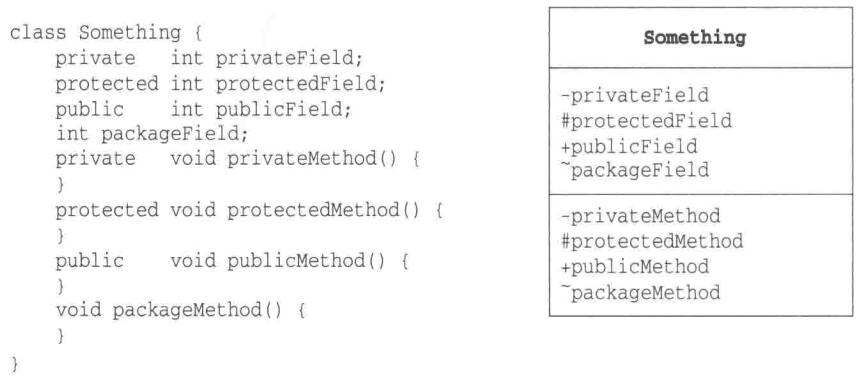 class Something {
    private   int privateField;
    protected int protectedField;
    public    int publicField;
    int packageField;
    private   void privateMethod() {
    }
    protected void protectedMethod() {
    }
    public    void publicMethod() {
    }
    void packageMethod() {
    }
}
Something
-privateField
#protectedField
+publicField
~packageField
-privateMethod
#protectedMethod
+publicMethod
~packageMethod